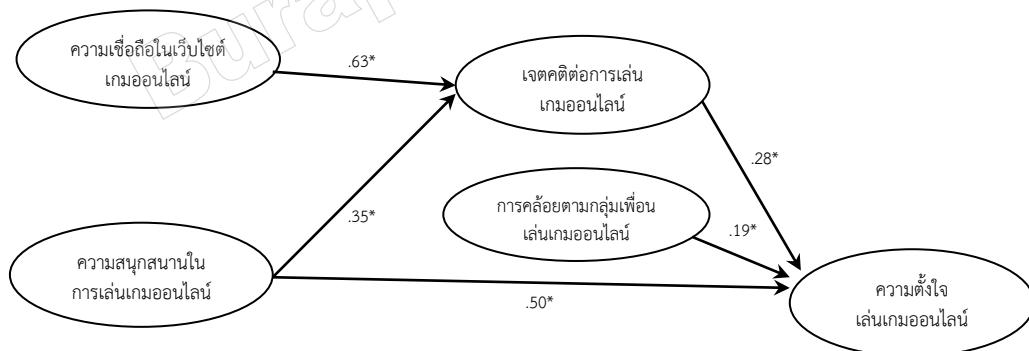 ความเชื่อถือในเว็บไซต์
เกมออนไลน์
.63*
เจตคติต่อการเล่น
เกมออนไลน์
.28*
การคล้อยตามกลุ่มเพื่อน
เล่นเกมออนไลน์
.35*
.19*
ความสนุกสนานใน
การเล่นเกมออนไลน์
.50*
ความตั้งใจ
เล่นเกมออนไลน์